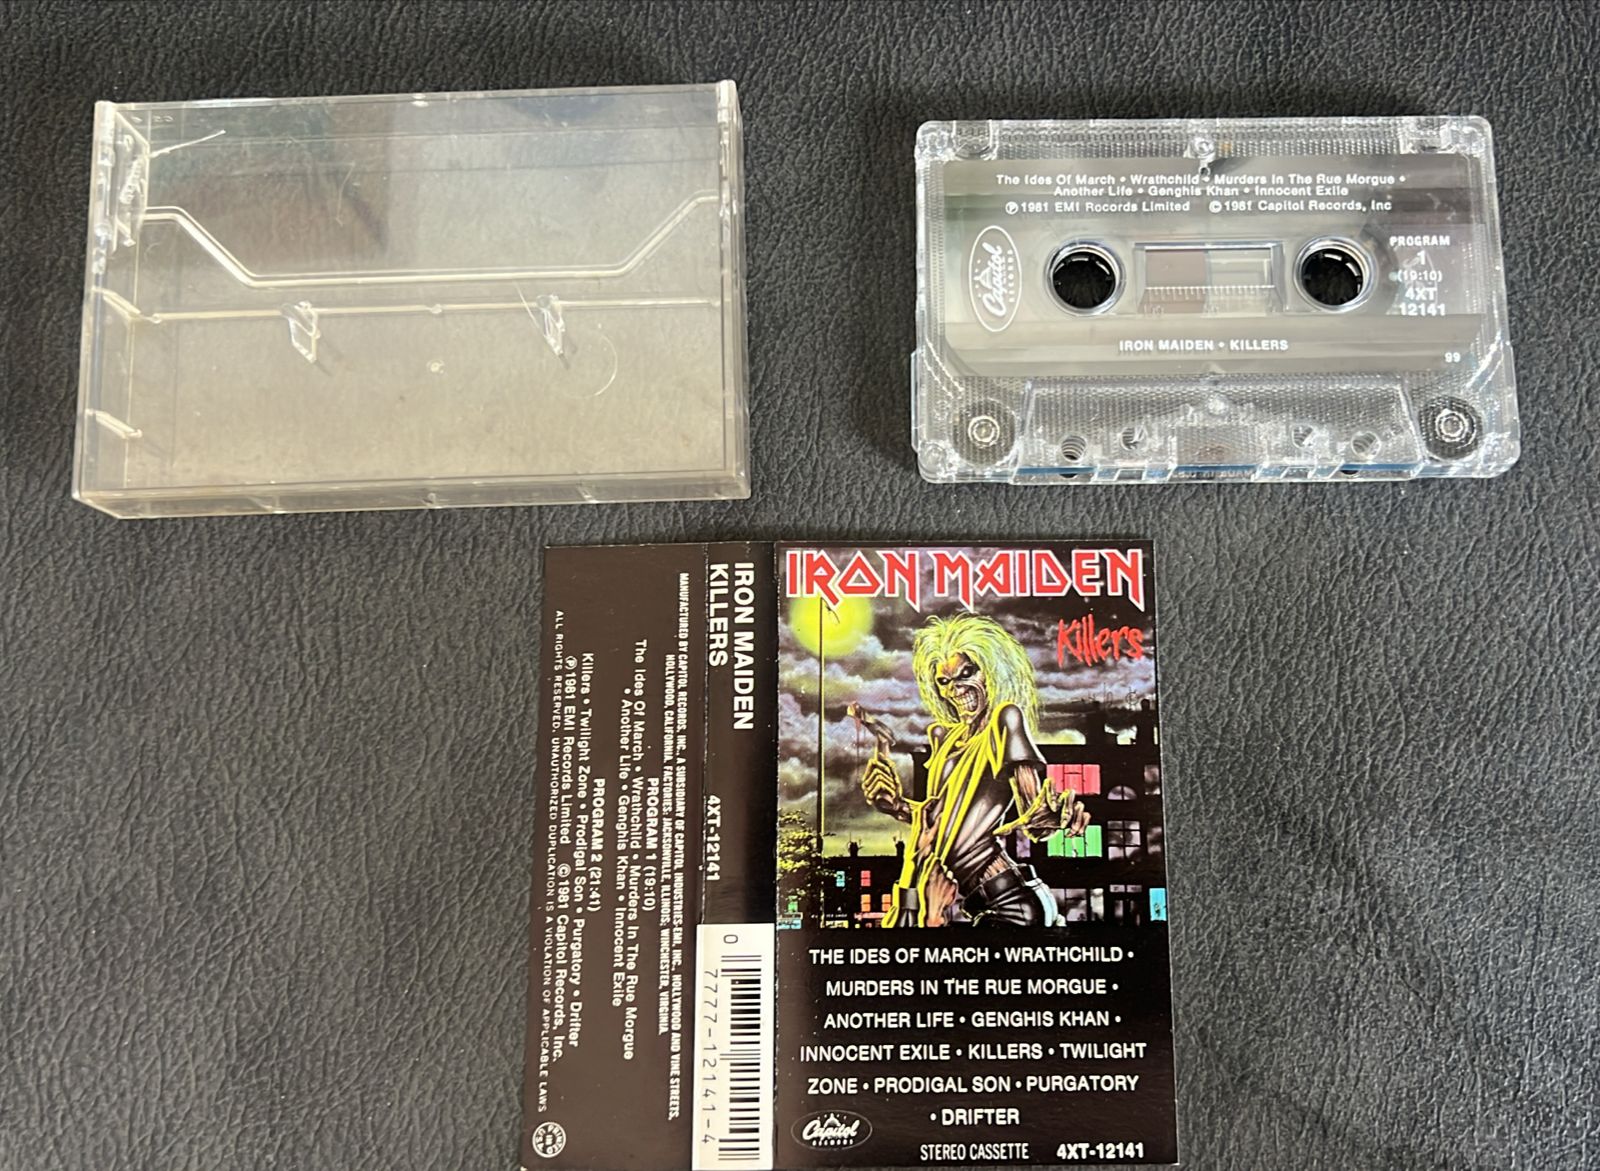 The Ides Of March • Wrathchild • Murders In The Rue Morgue •
Another Life • Genghis Khan • Innocent Exile
℗1981 EMI Records Limited ©1981 Capitol Records, Inc
Capitol
RECORDS
PROGRAM
1
(19:10)
4XT
12141
IRON MAIDEN • KILLERS
99
IRON MAIDEN
Killers
THE IDES OF MARCH • WRATHCHILD •
MURDERS IN THE RUE MORGUE •
ANOTHER LIFE • GENGHIS KHAN •
INNOCENT EXILE • KILLERS • TWILIGHT
ZONE • PRODIGAL SON • PURGATORY
• DRIFTER
Capitol
RECORDS
STEREO CASSETTE 4XT-12141
IRON MAIDEN
KILLERS
4XT-12141
0 77777-12141-4
MANUFACTURED BY CAPITOL RECORDS, INC., A SUBSIDIARY OF CAPITOL INDUSTRIES-EMI, INC., HOLLYWOOD AND VINE STREETS,
HOLLYWOOD, CALIFORNIA. FACTORIES: JACKSONVILLE, ILLINOIS; WINCHESTER, VIRGINIA.
PROGRAM 1 (19:10)
The Ides Of March • Wrathchild • Murders In The Rue Morgue
• Another Life • Genghis Khan • Innocent Exile
PROGRAM 2 (21:41)
Killers • Twilight Zone • Prodigal Son • Purgatory • Drifter
℗1981 EMI Records Limited ©1981 Capitol Records, Inc.
ALL RIGHTS RESERVED. UNAUTHORIZED DUPLICATION IS A VIOLATION OF APPLICABLE LAWS